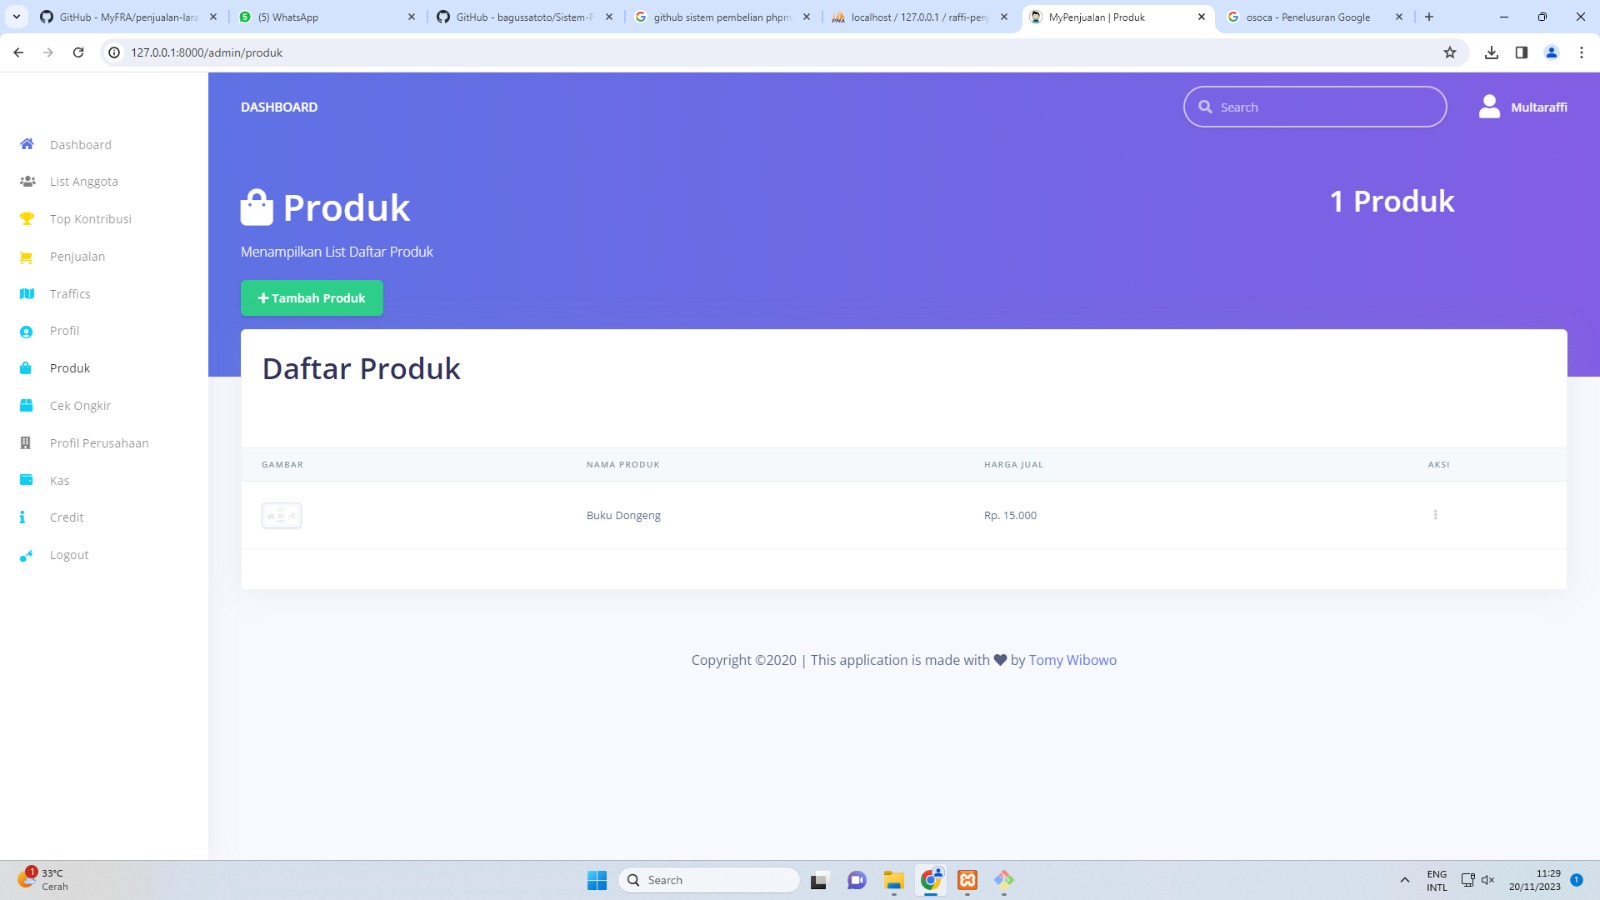 GitHub - MyFRA/penjualan-lara
(5) WhatsApp
GitHub - bagussatoto/Sistem-P
github sistem pembelian phpm
localhost / 127.0.0.1 / raffi-pen
MyPenjualan | Produk
osoca - Penelusuran Google
127.0.0.1:8000/admin/produk
DASHBOARD
Search
Multaraffi
Dashboard
List Anggota
Top Kontribusi
Penjualan
Traffics
Profil
Produk
Cek Ongkir
Profil Perusahaan
Kas
Credit
Logout
Produk
1 Produk
Menampilkan List Daftar Produk
Tambah Produk
Daftar Produk
GAMBAR NAMA PRODUK HARGA JUAL AKSI
Buku Dongeng Rp. 15.000
Copyright ©2020 | This application is made with ❤ by Tomy Wibowo
1
33°C
Cerah
Search
ENG
INTL
11:29
20/11/2023
1